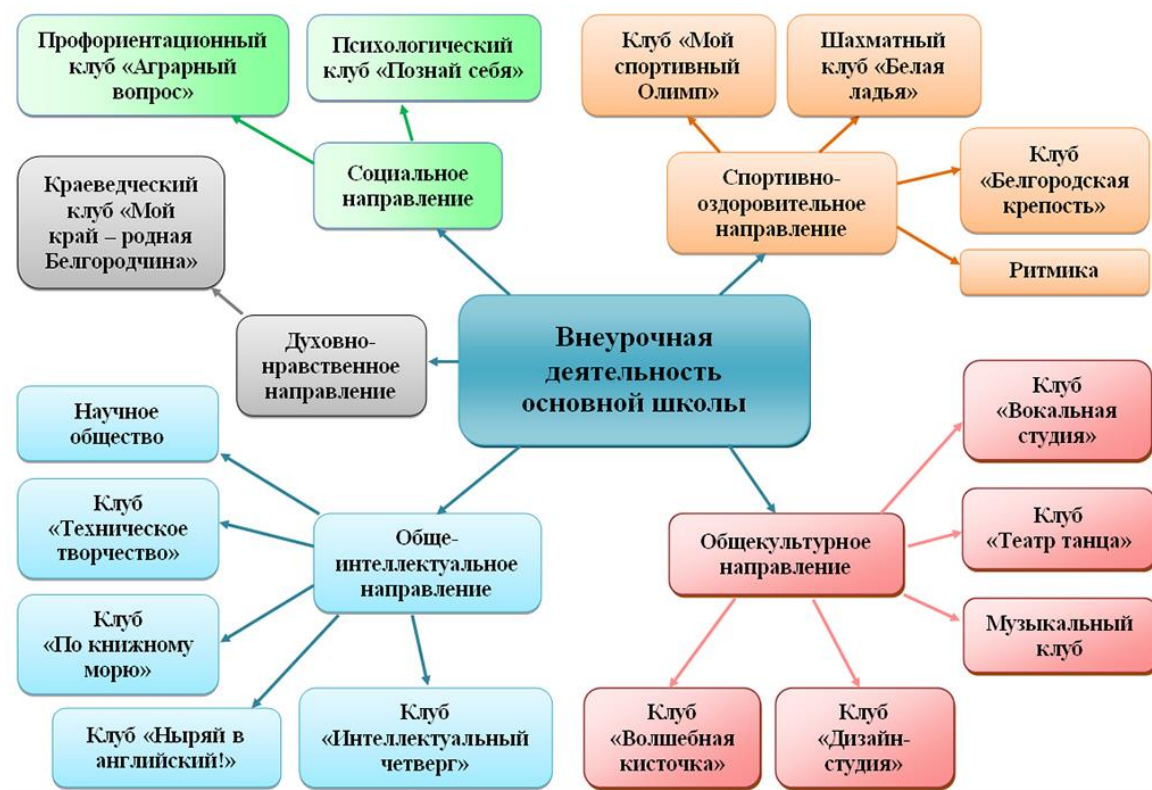 Профориентационный
клуб «Аграрный
вопрос»
Психологический
клуб «Познай себя»
Клуб «Мой
спортивный
Олимп»
Шахматный
клуб «Белая
ладья»
Социальное
направление
Спортивно-
оздоровительное
направление
Клуб
«Белгородская
крепость»
Краеведческий
клуб «Мой
край – родная
Белгородчина»
Ритмика
Духовно-
нравственное
направление
Внеурочная
деятельность
основной школы
Научное
общество
Клуб
«Вокальная
студия»
Клуб
«Техническое
творчество»
Обще-
интеллектуальное
направление
Общекультурное
направление
Клуб
«Театр танца»
Клуб
«По книжному
морю»
Музыкальный
клуб
Клуб «Ныряй в
английский!»
Клуб
«Интеллектуальный
четверг»
Клуб
«Волшебная
кисточка»
Клуб
«Дизайн-
студия»